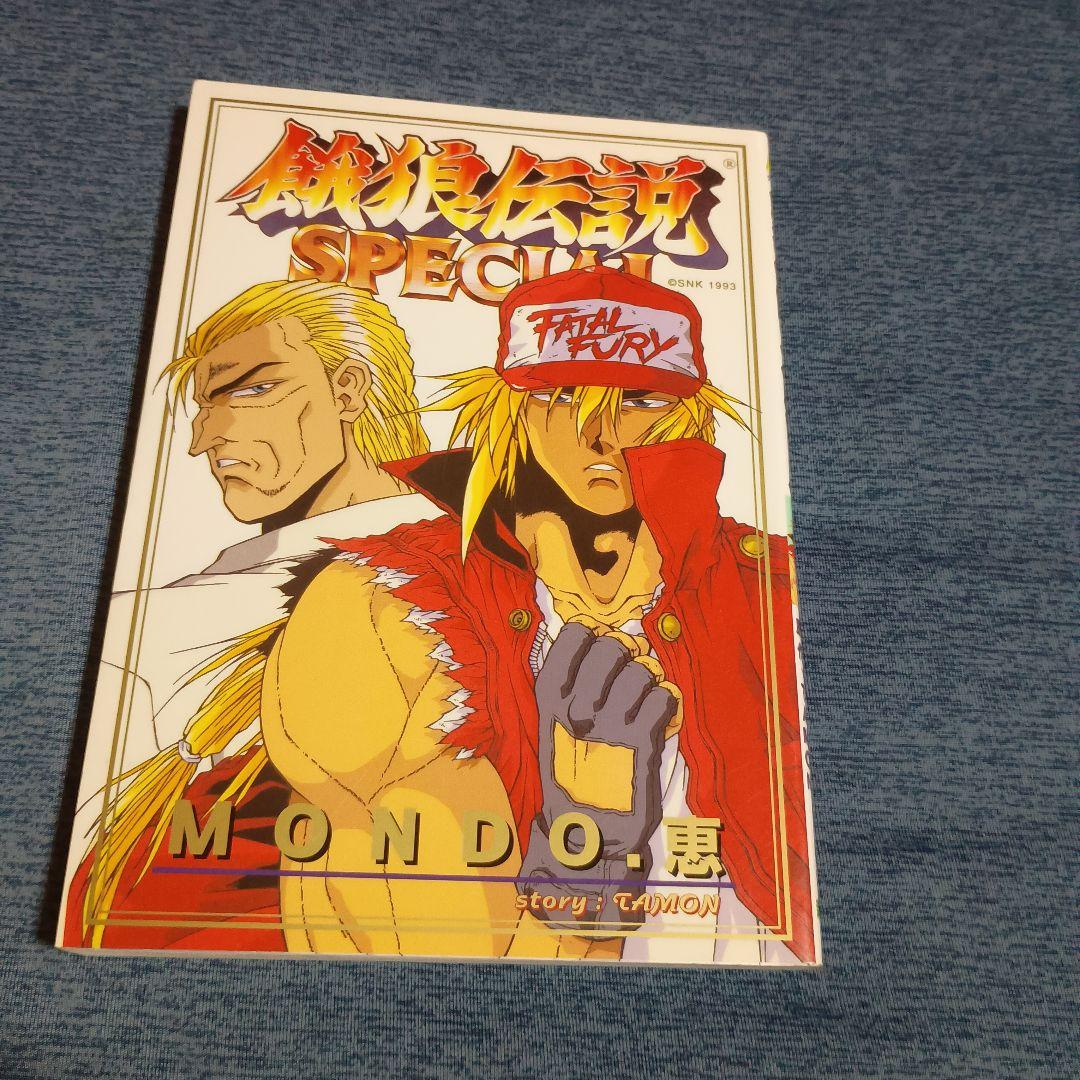 餓狼伝説®
SPECIAL
©SNK 1993
FATAL
FURY
MONDO.恵
story : TAMON